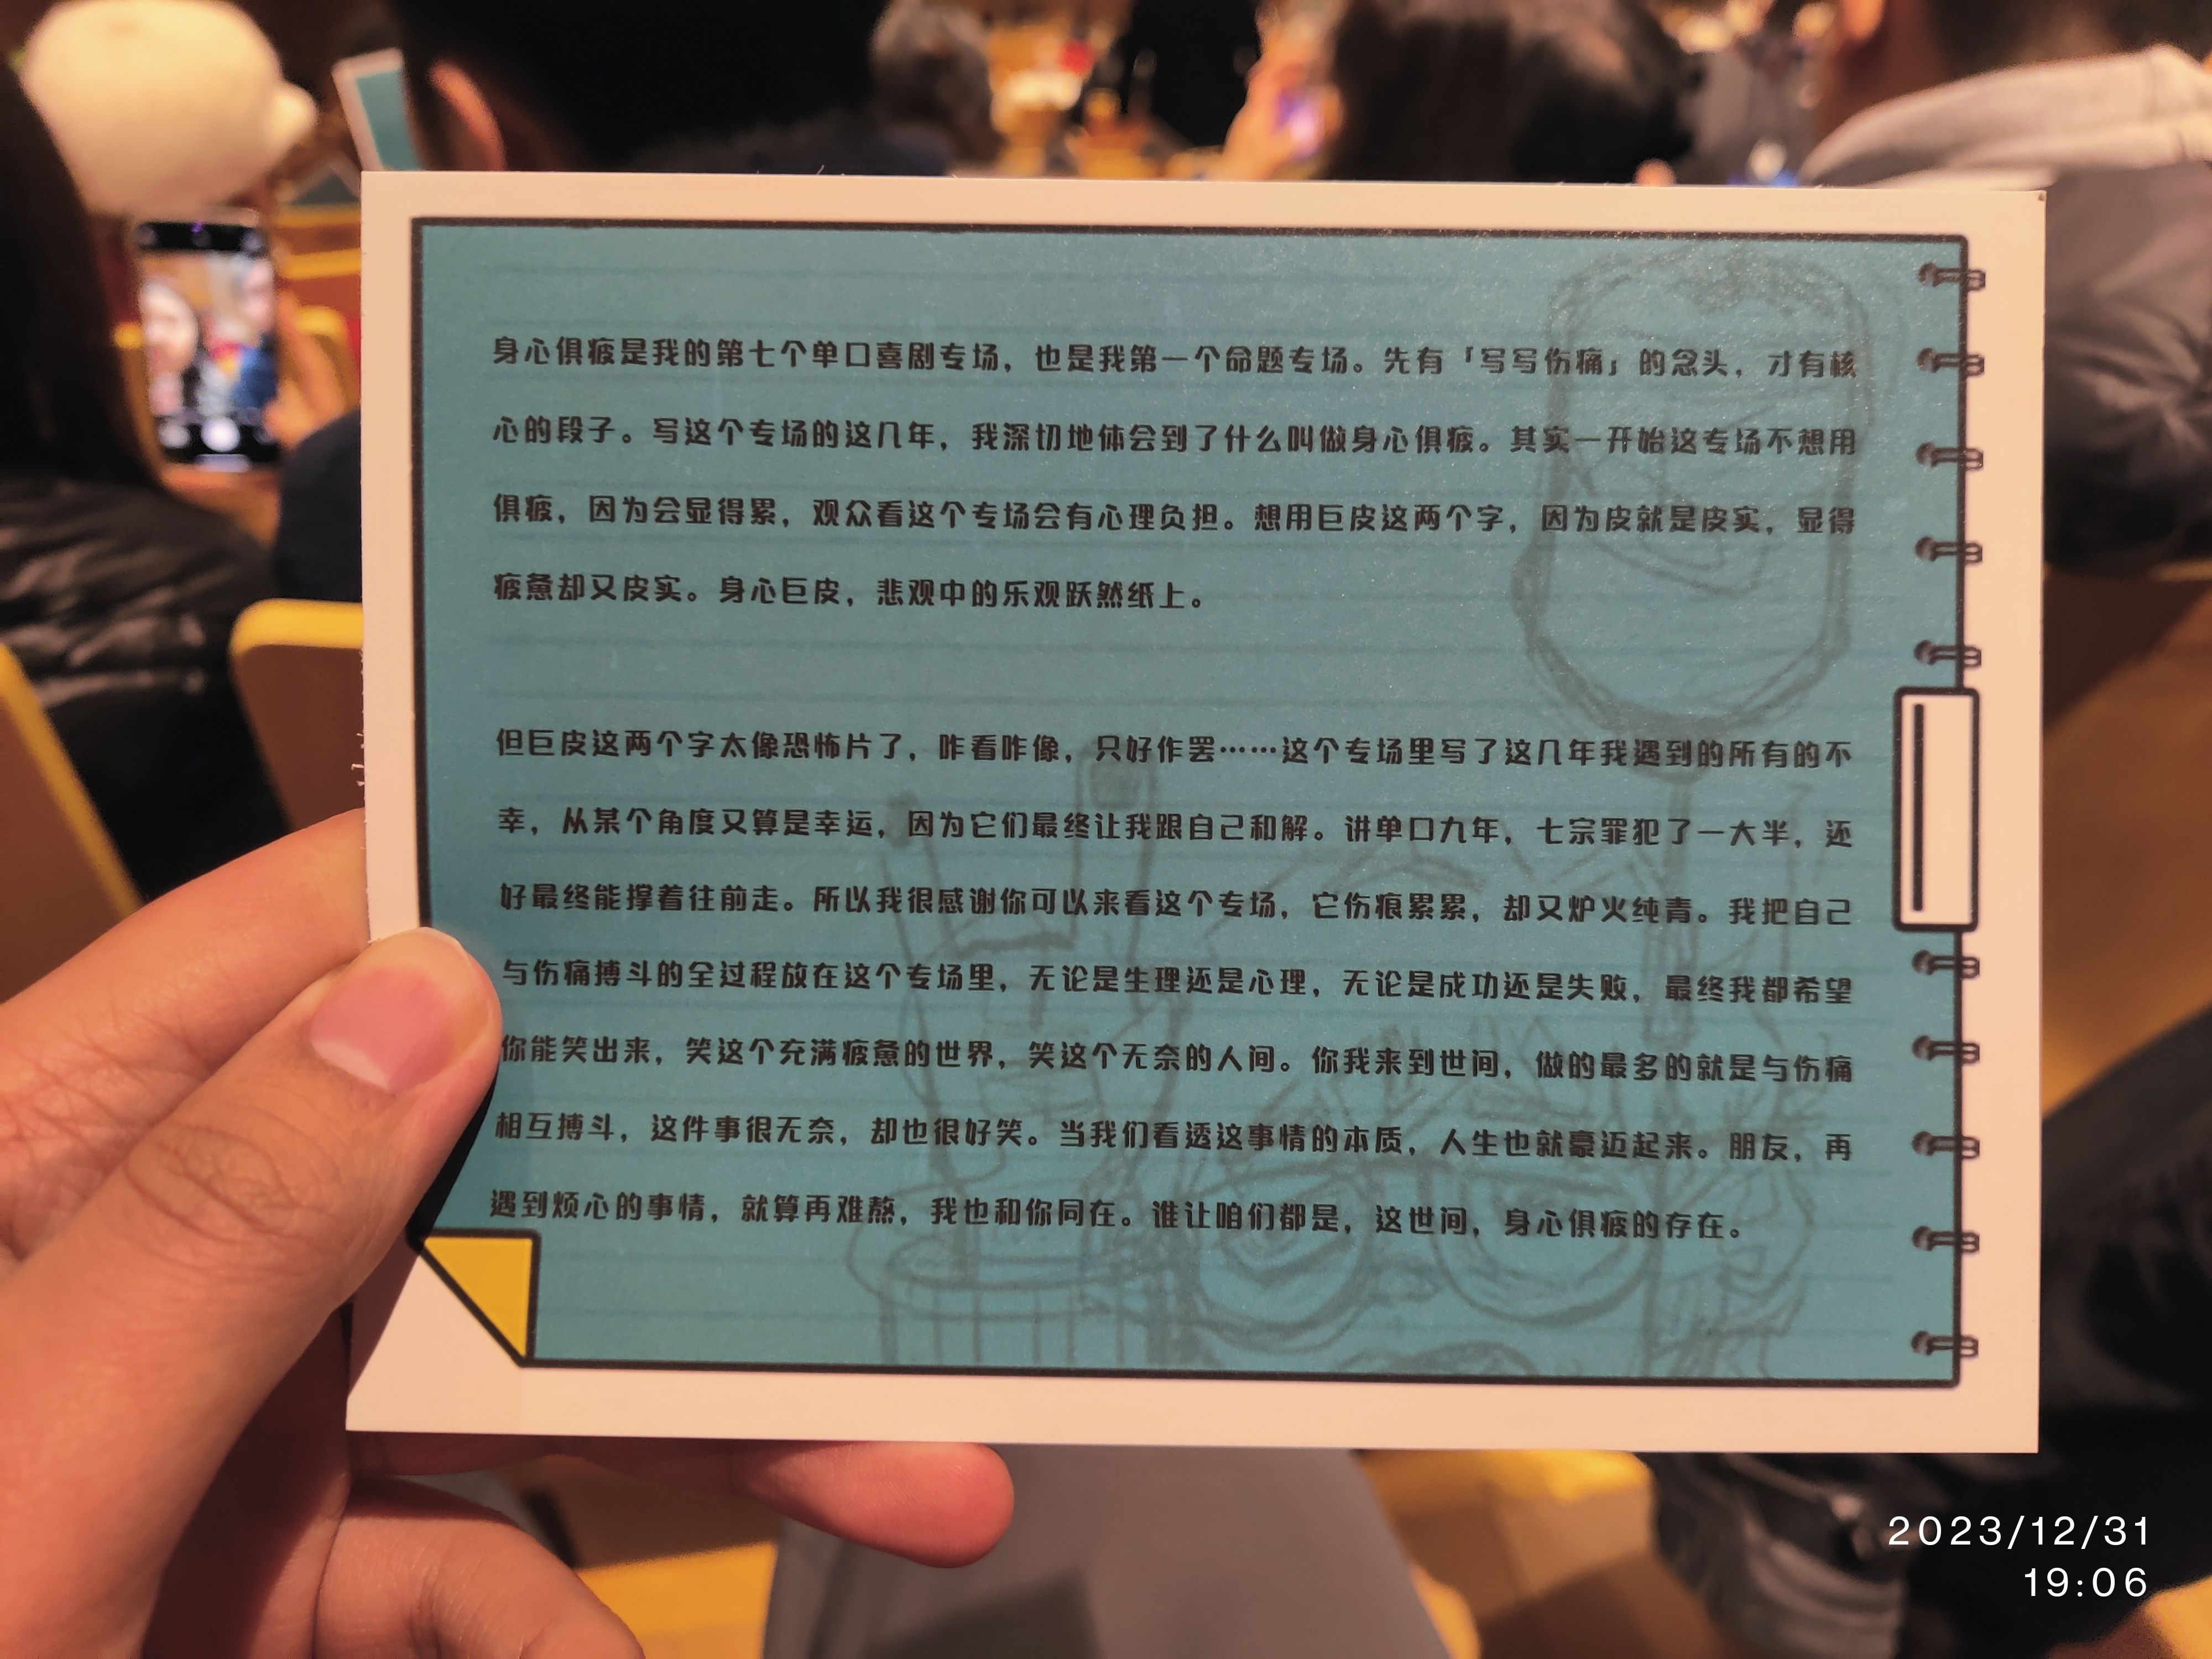 身心俱疲是我的第七个单口喜剧专场，也是我第一个命题专场。先有「写写伤痛」的念头，才有核
心的段子。写这个专场的这几年，我深切地体会到了什么叫做身心俱疲。其实一开始这专场不想用
俱疲，因为会显得累，观众看这个专场会有心理负担。想用巨皮这两个字，因为皮就是皮实，显得
疲惫却又皮实。身心巨皮，悲观中的乐观跃然纸上。
但巨皮这两个字太像恐怖片了，咋看咋像，只好作罢……这个专场里写了这几年我遇到的所有的不
幸，从某个角度又算是幸运，因为它们最终让我跟自己和解。讲单口九年，七宗罪犯了一大半，还
好最终能撑着往前走。所以我很感谢你可以来看这个专场，它伤痕累累，却又炉火纯青。我把自己
与伤痛搏斗的全过程放在这个专场里，无论是生理还是心理，无论是成功还是失败，最终我都希望
你能笑出来，笑这个充满疲惫的世界，笑这个无奈的人间。你我来到世间，做的最多的就是与伤痛
相互搏斗，这件事很无奈，却也很好笑。当我们看透这事情的本质，人生也就豪迈起来。朋友，再
遇到烦心的事情，就算再难熬，我也和你同在。谁让咱们都是，这世间，身心俱疲的存在。
2023/12/31
19:06